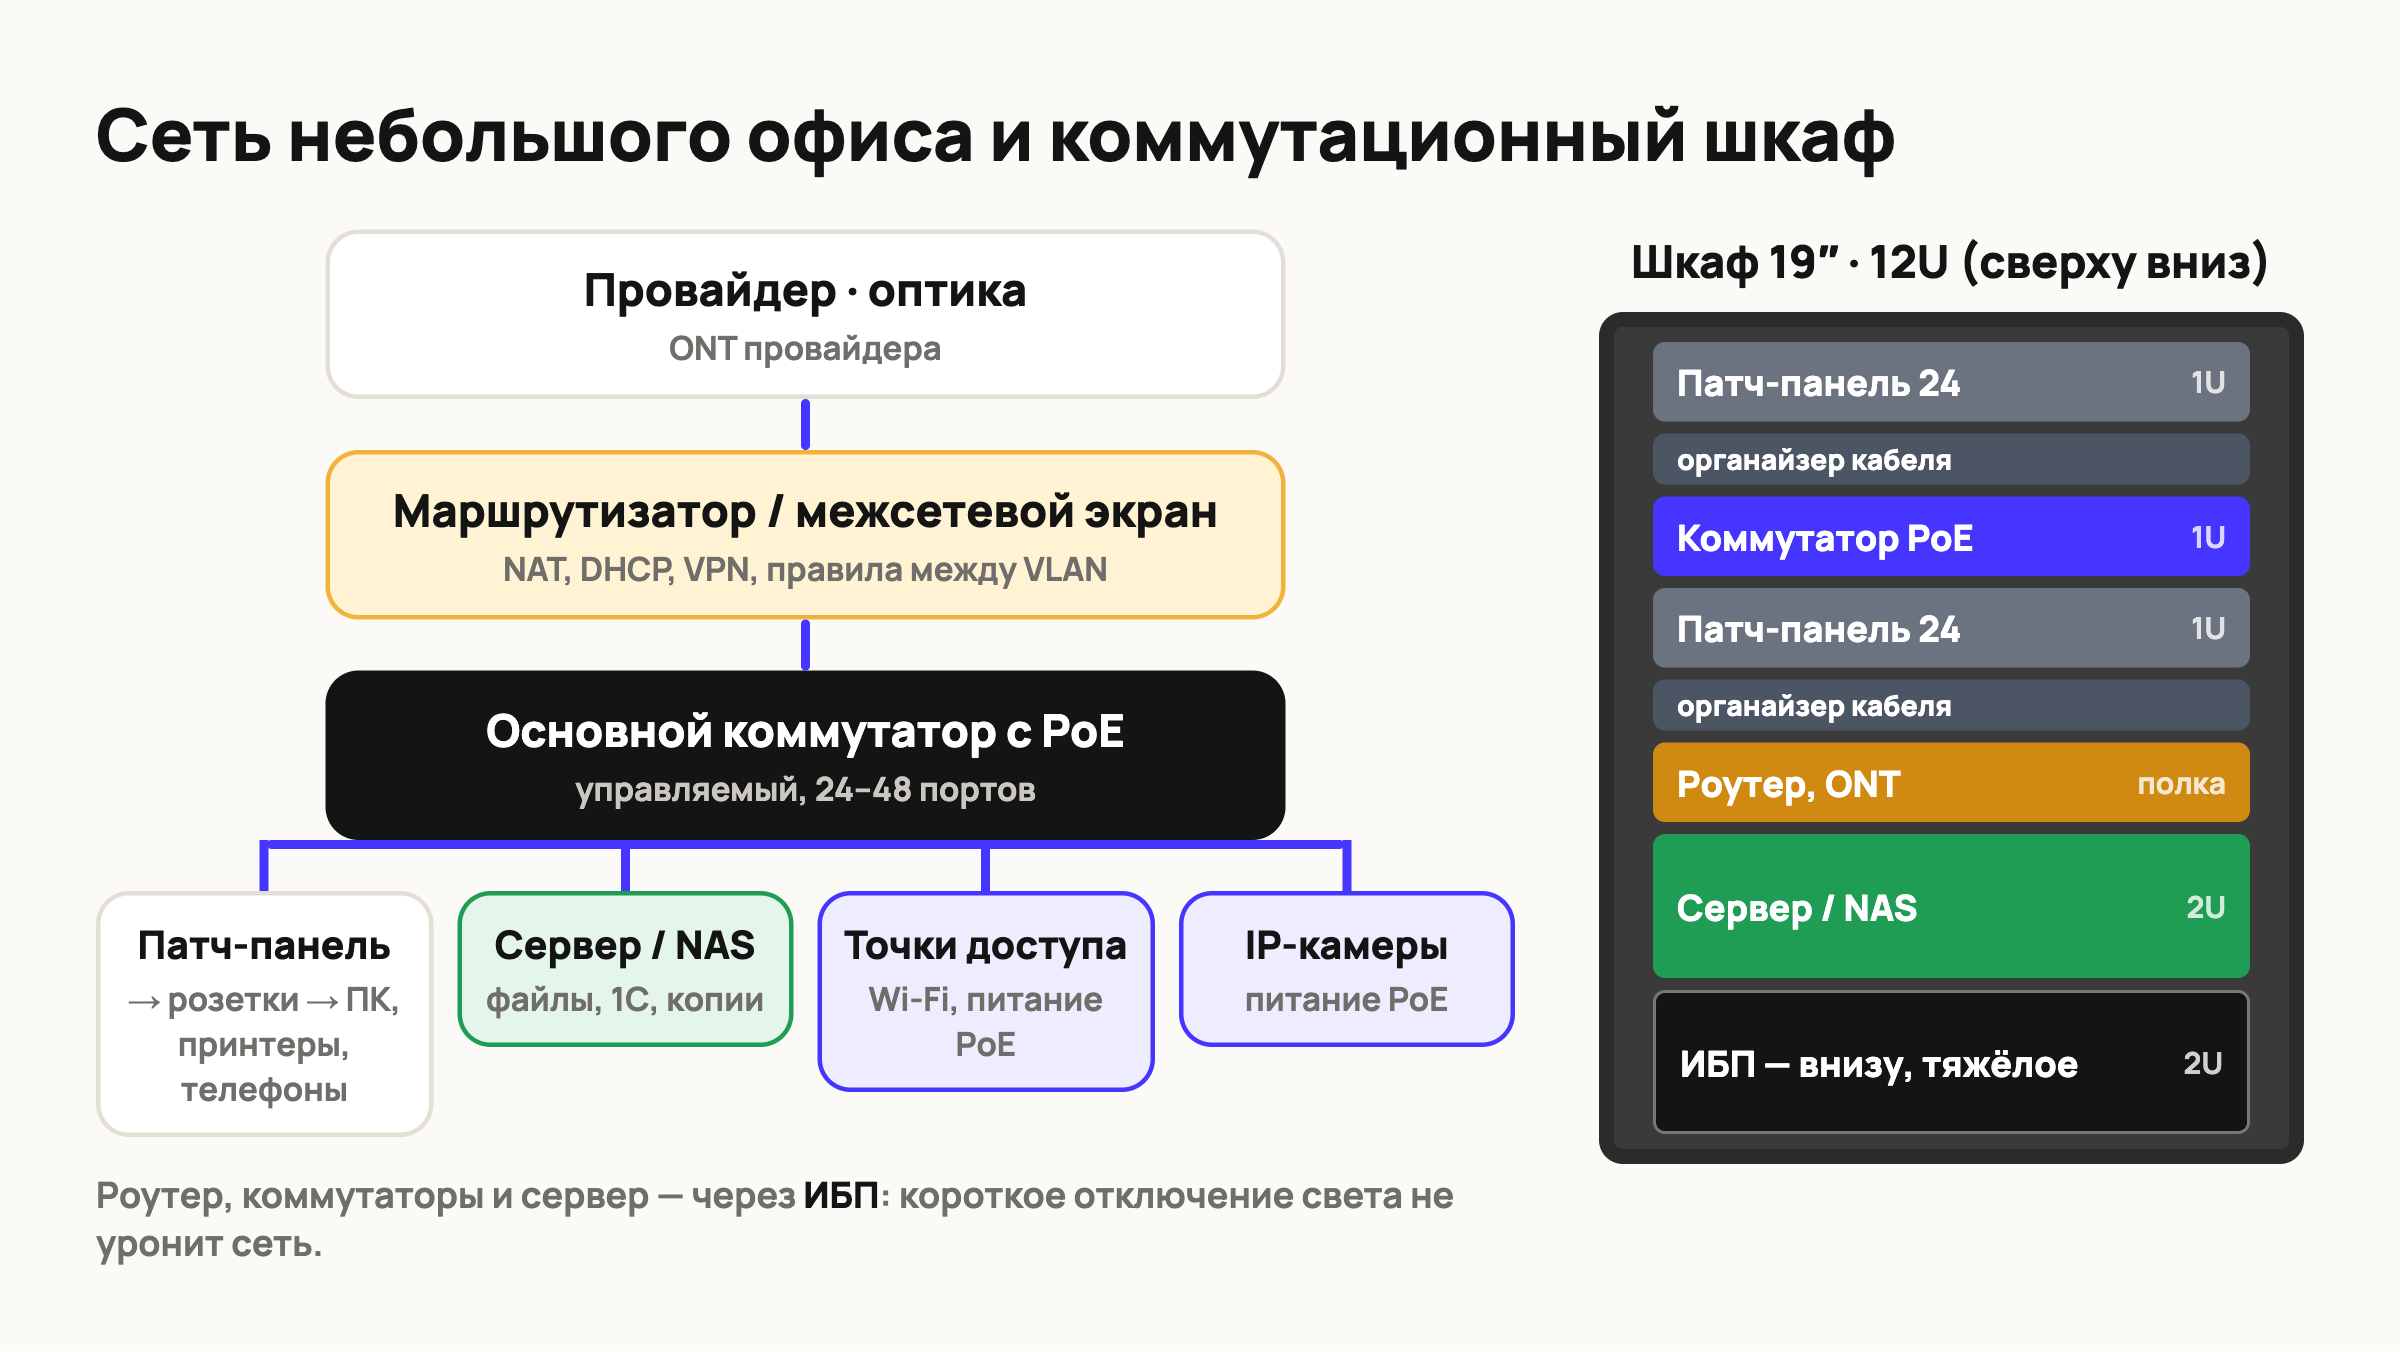 Сеть небольшого офиса и коммутационный шкаф
Провайдер · оптика
ONT провайдера
Маршрутизатор / межсетевой экран
NAT, DHCP, VPN, правила между VLAN
Основной коммутатор с PoE
управляемый, 24–48 портов
Патч-панель
→ розетки → ПК,
принтеры,
телефоны
Сервер / NAS
файлы, 1С, копии
Точки доступа
Wi-Fi, питание
PoE
IP-камеры
питание PoE
Роутер, коммутаторы и сервер — через ИБП: короткое отключение света не
уронит сеть.
Шкаф 19″ · 12U (сверху вниз)
Патч-панель 24 1U
органайзер кабеля
Коммутатор PoE 1U
Патч-панель 24 1U
органайзер кабеля
Роутер, ONT полка
Сервер / NAS 2U
ИБП — внизу, тяжёлое 2U